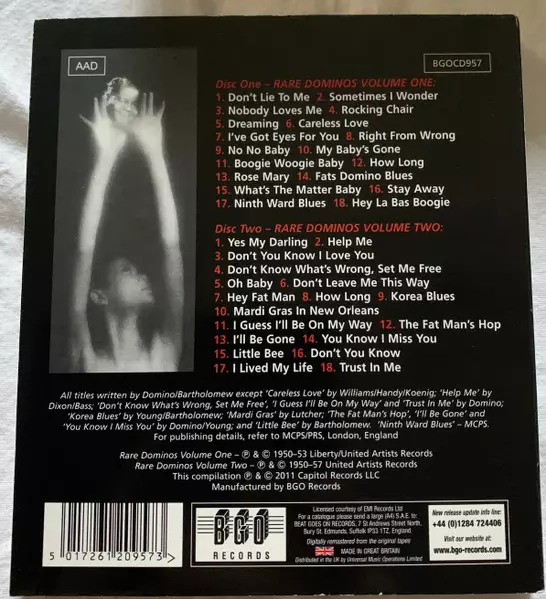 AAD
BGOCD957
Disc One – RARE DOMINOS VOLUME ONE:
1. Don't Lie To Me 2. Sometimes I Wonder
3. Nobody Loves Me 4. Rocking Chair
5. Dreaming 6. Careless Love
7. I've Got Eyes For You 8. Right From Wrong
9. No No Baby 10. My Baby's Gone
11. Boogie Woogie Baby 12. How Long
13. Rose Mary 14. Fats Domino Blues
15. What's The Matter Baby 16. Stay Away
17. Ninth Ward Blues 18. Hey La Bas Boogie
Disc Two – RARE DOMINOS VOLUME TWO:
1. Yes My Darling 2. Help Me
3. Don't You Know I Love You
4. Don't Know What's Wrong, Set Me Free
5. Oh Baby 6. Don't Leave Me This Way
7. Hey Fat Man 8. How Long 9. Korea Blues
10. Mardi Gras In New Orleans
11. I Guess I'll Be On My Way 12. The Fat Man's Hop
13. I'll Be Gone 14. You Know I Miss You
15. Little Bee 16. Don't You Know
17. I Lived My Life 18. Trust In Me
All titles written by Domino/Bartholomew except 'Careless Love' by Williams/Handy/Koenig; 'Help Me' by
Dixon/Bass; 'Don't Know What's Wrong, Set Me Free', 'I Guess I'll Be On My Way' and 'Trust In Me' by Domino;
'Korea Blues' by Young/Bartholomew; 'Mardi Gras' by Lutcher; 'The Fat Man's Hop', 'I'll Be Gone' and
'You Know I Miss You' by Domino/Young; and 'Little Bee' by Bartholomew. 'Ninth Ward Blues' – MCPS.
For publishing details, refer to MCPS/PRS, London, England
Rare Dominos Volume One – ℗ & © 1950–53 Liberty/United Artists Records
Rare Dominos Volume Two – ℗ & © 1950–57 United Artists Records
This compilation ℗ & © 2011 Capitol Records LLC
Manufactured by BGO Records
5 017261 209573 >
BGO
RECORDS
Licensed courtesy of EMI Records Ltd
For a catalogue please send a large (A4) S.A.E. to:
BEAT GOES ON RECORDS, 7 St Andrews Street North,
Bury St. Edmunds, Suffolk IP33 1TZ, England.
Digitally remastered from the original tapes
MADE IN GREAT BRITAIN
Distributed in the UK by Universal Music Operations Limited
New release update info line:
+44 (0)1284 724406
Visit our website at:
www.bgo-records.com